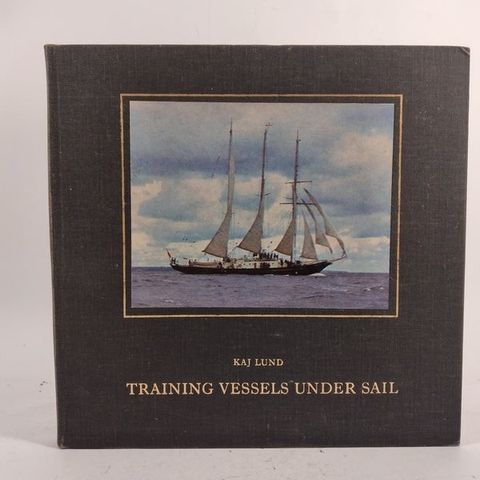 KAJ LUND
TRAINING VESSELS UNDER SAIL